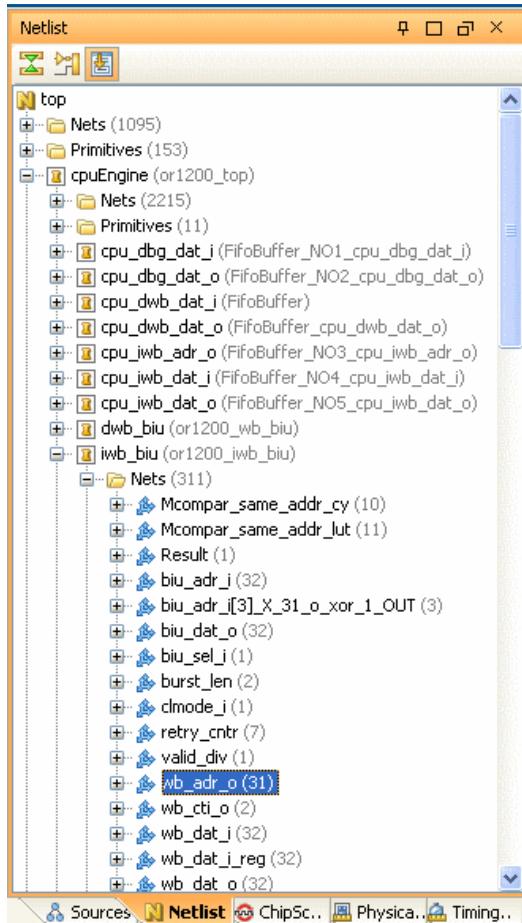 Netlist
top
Nets (1095)
Primitives (153)
cpuEngine (or1200_top)
Nets (2215)
Primitives (11)
cpu_dbg_dat_i (FifoBuffer_NO1_cpu_dbg_dat_i)
cpu_dbg_dat_o (FifoBuffer_NO2_cpu_dbg_dat_o)
cpu_dwb_dat_i (FifoBuffer)
cpu_dwb_dat_o (FifoBuffer_cpu_dwb_dat_o)
cpu_iwb_adr_o (FifoBuffer_NO3_cpu_iwb_adr_o)
cpu_iwb_dat_i (FifoBuffer_NO4_cpu_iwb_dat_i)
cpu_iwb_dat_o (FifoBuffer_NO5_cpu_iwb_dat_o)
dwb_biu (or1200_wb_biu)
iwb_biu (or1200_iwb_biu)
Nets (311)
Mcompar_same_addr_cy (10)
Mcompar_same_addr_lut (11)
Result (1)
biu_adr_i (32)
biu_adr_i[3]_X_31_o_xor_1_OUT (3)
biu_dat_o (32)
biu_sel_i (1)
burst_len (2)
clmode_i (1)
retry_cntr (7)
valid_div (1)
wb_adr_o (31)
wb_cti_o (2)
wb_dat_i (32)
wb_dat_i_reg (32)
wb_dat_o (32)
Sources Netlist ChipSc.. Physica.. Timing..